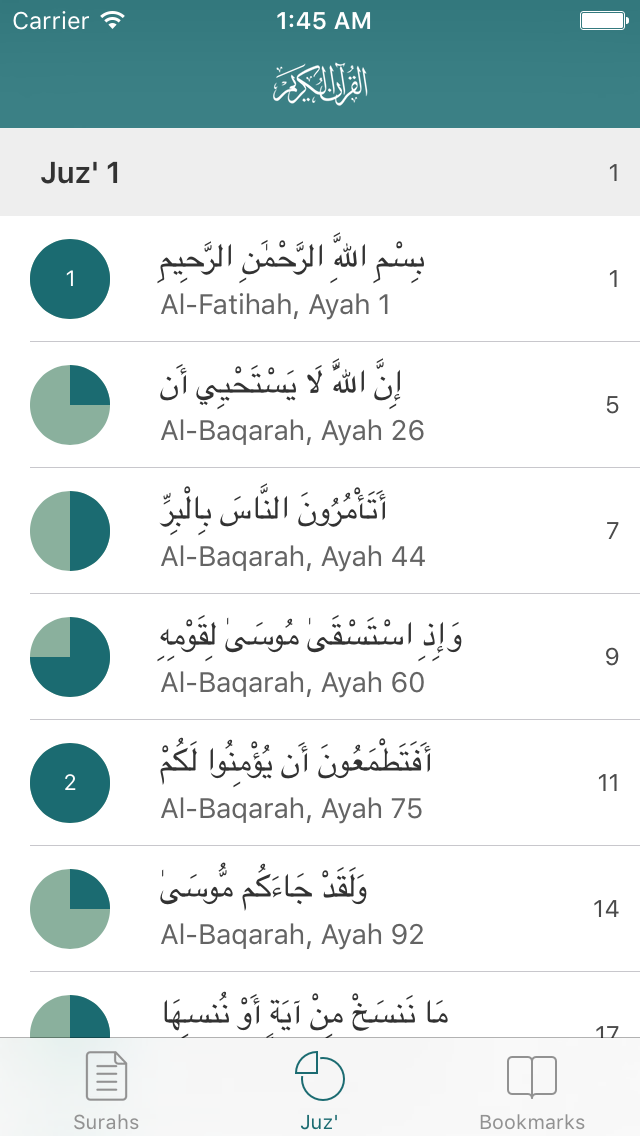 Carrier 1:45 AM
القرآن الكريم
Juz' 1 1
1 بِسْمِ اللَّهِ الرَّحْمَٰنِ الرَّحِيمِ 1
Al-Fatihah, Ayah 1
إِنَّ اللَّهَ لَا يَسْتَحْيِي أَن 5
Al-Baqarah, Ayah 26
أَتَأْمُرُونَ النَّاسَ بِالْبِرِّ 7
Al-Baqarah, Ayah 44
وَإِذِ اسْتَسْقَىٰ مُوسَىٰ لِقَوْمِهِ 9
Al-Baqarah, Ayah 60
2 أَفَتَطْمَعُونَ أَن يُؤْمِنُوا لَكُمْ 11
Al-Baqarah, Ayah 75
وَلَقَدْ جَاءَكُم مُّوسَىٰ 14
Al-Baqarah, Ayah 92
مَا نَنسَخْ مِنْ آيَةٍ أَوْ نُنسِهَا 17
Surahs Juz' Bookmarks